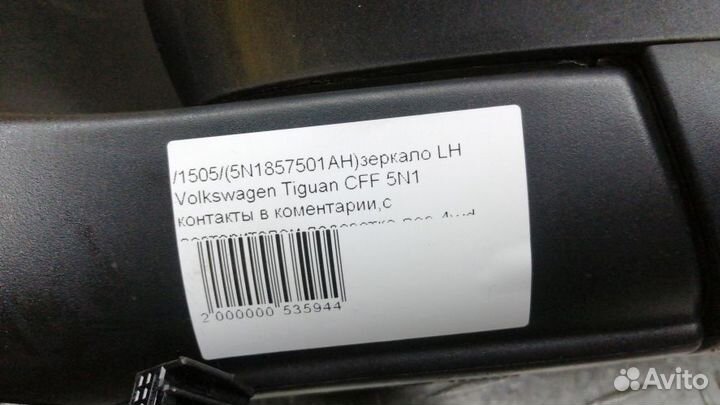 /1505/(5N1857501AH)зеркало LH
Volkswagen Tiguan CFF 5N1
контакты в коментарии,с
2 000000 535944
Avito